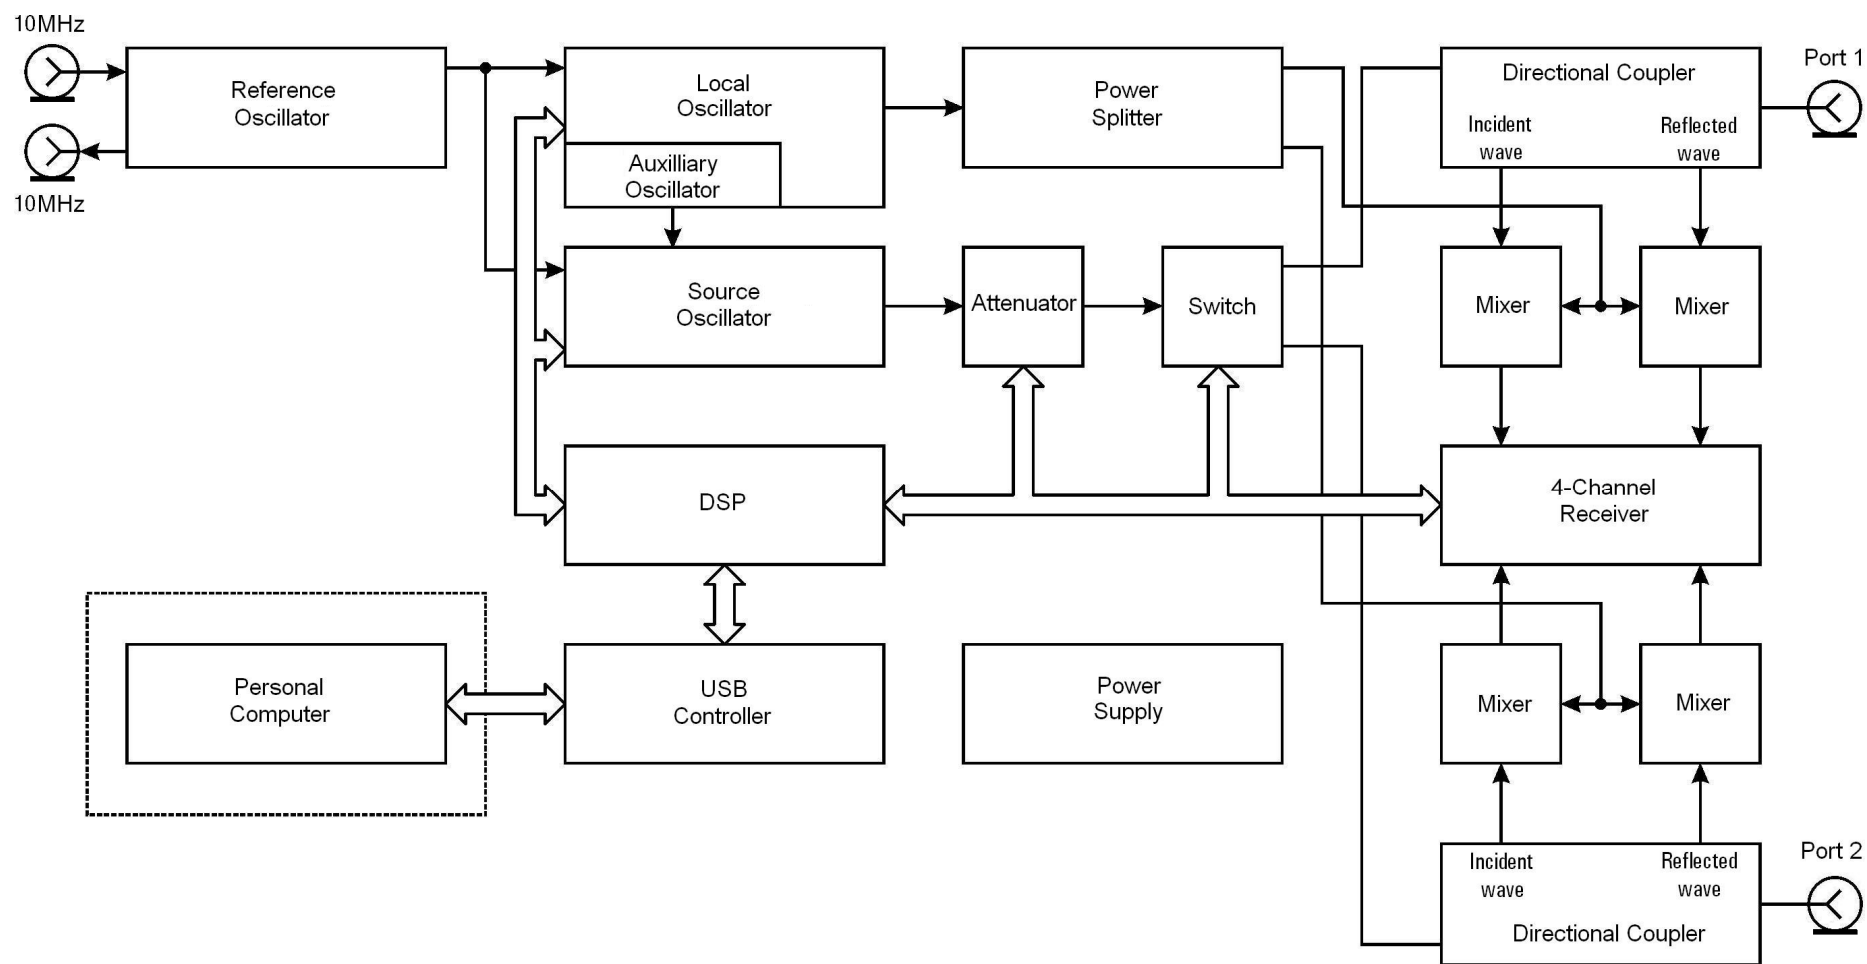 10MHz
10MHz
Reference
Oscillator
Local
Oscillator
Auxilliary
Oscillator
Power
Splitter
Directional Coupler
Incident
wave
Reflected
wave
Port 1
Source
Oscillator
Attenuator
Switch
Mixer
Mixer
DSP
4-Channel
Receiver
Personal
Computer
USB
Controller
Power
Supply
Mixer
Mixer
Incident
wave
Reflected
wave
Directional Coupler
Port 2